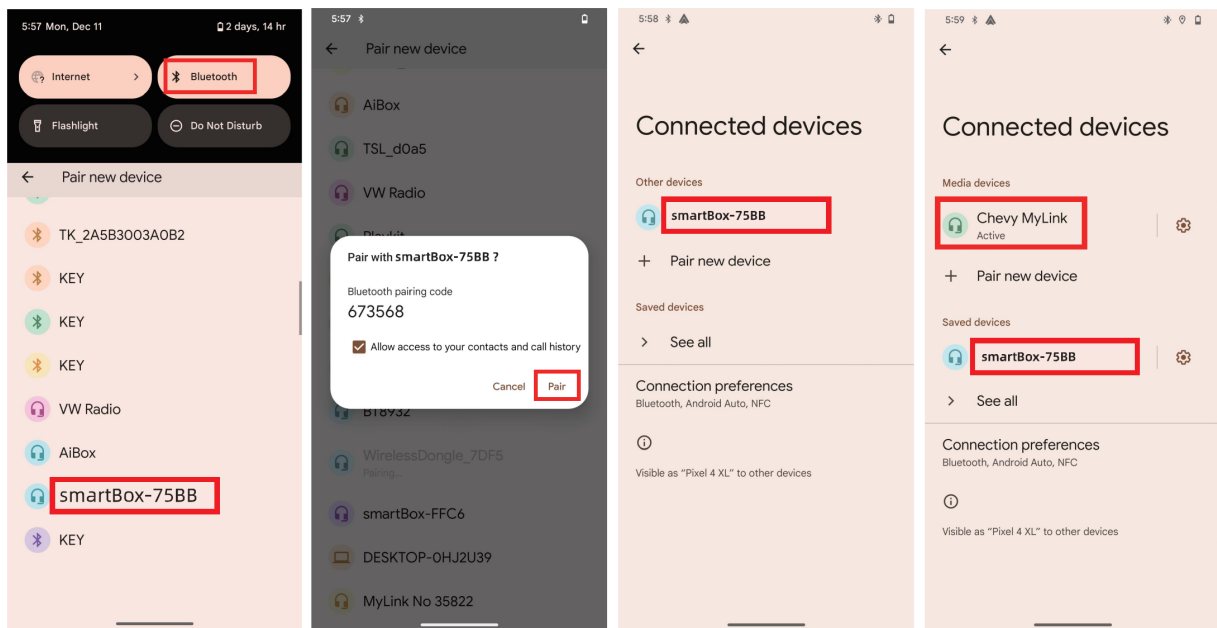 5:57 Mon, Dec 11
2 days, 14 hr
Internet
Bluetooth
Flashlight
Do Not Disturb
Pair new device
TK_2A5B3003A0B2
KEY
KEY
KEY
VW Radio
AiBox
smartBox-75BB
KEY
5:57
Pair new device
AiBox
TSL_d0a5
VW Radio
Pair with smartBox-75BB ?
Bluetooth pairing code
673568
Allow access to your contacts and call history
Cancel
Pair
BT8932
WirelessDongle_7DF5
Pairing...
smartBox-FFC6
DESKTOP-0HJ2U39
MyLink No 35822
5:58
Connected devices
Other devices
smartBox-75BB
Pair new device
Saved devices
See all
Connection preferences
Bluetooth, Android Auto, NFC
Visible as “Pixel 4 XL” to other devices
5:59
Connected devices
Media devices
Chevy MyLink
Active
Pair new device
Saved devices
smartBox-75BB
See all
Connection preferences
Bluetooth, Android Auto, NFC
Visible as “Pixel 4 XL” to other devices